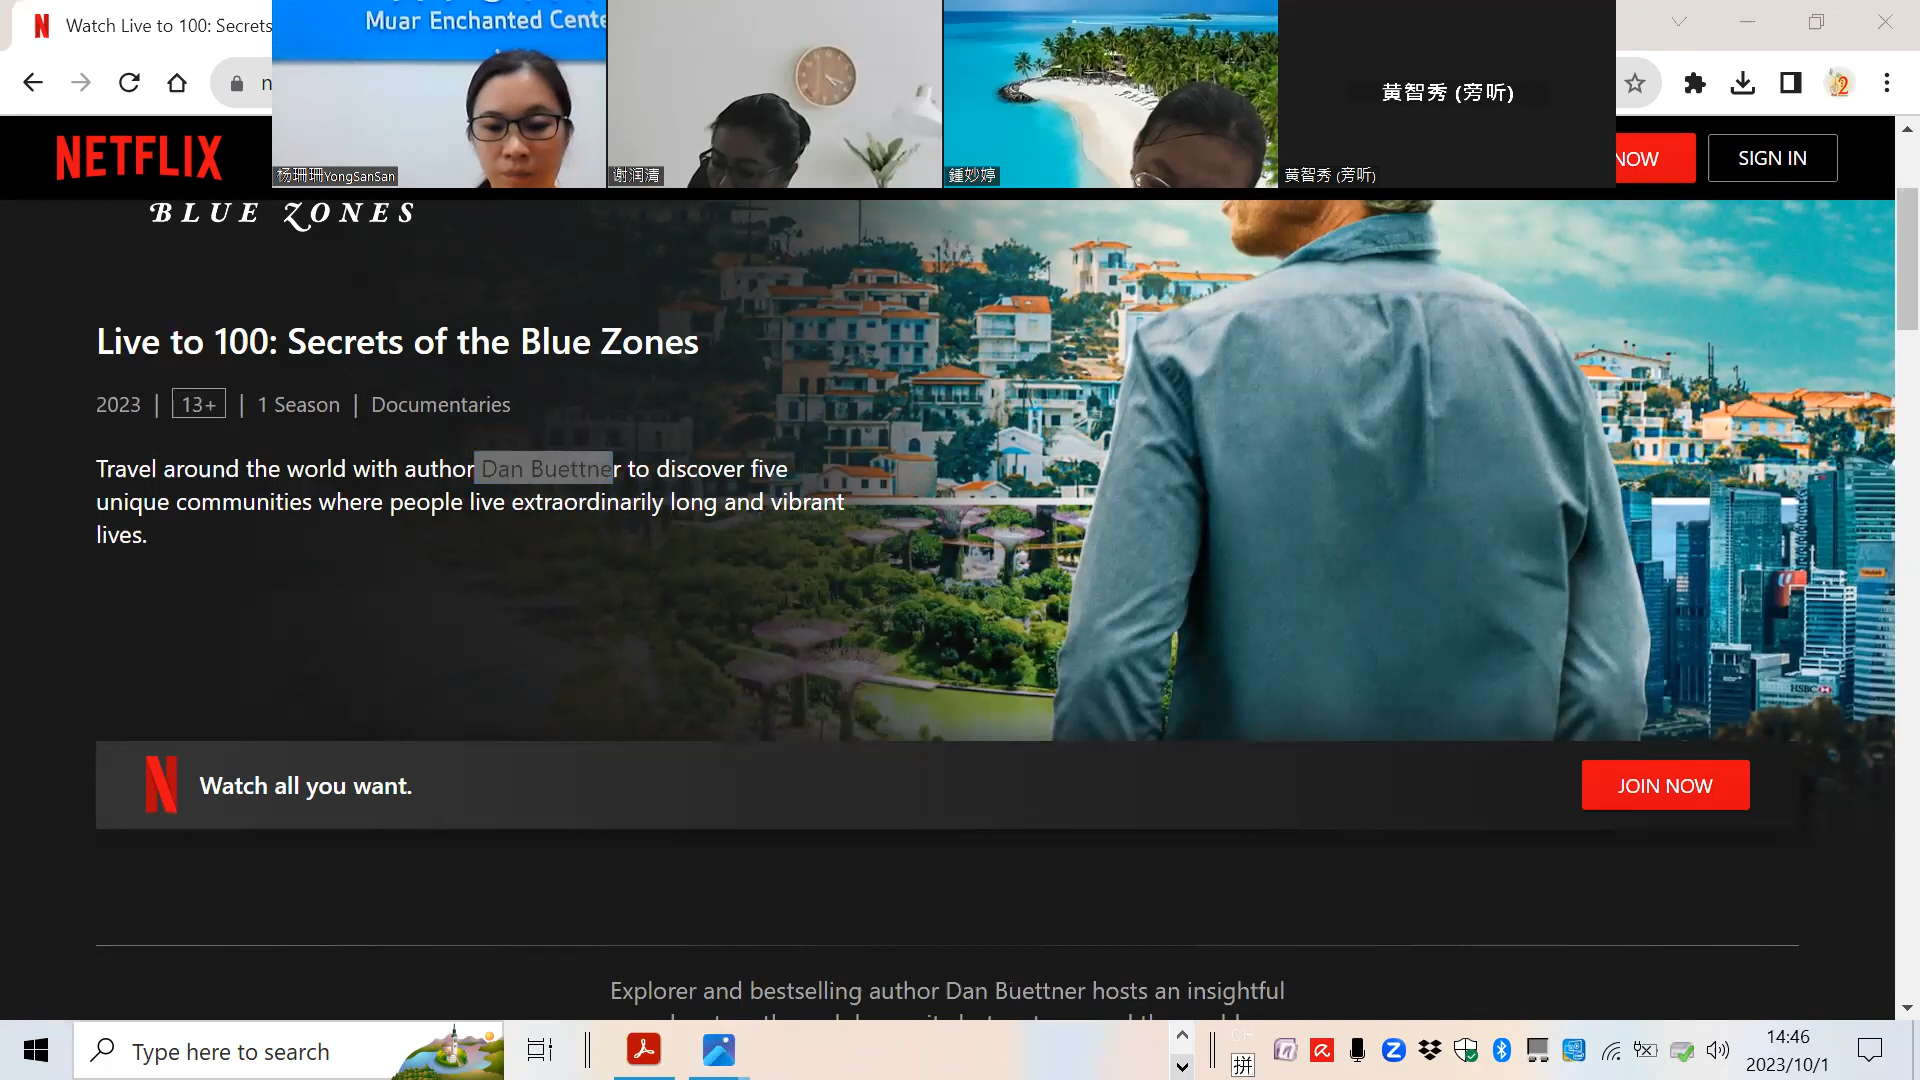 Watch Live to 100: Secrets
Muar Enchanted Cente
杨珊珊YongSanSan
谢润清
鍾妙婷
黄智秀 (旁听)
黄智秀 (旁听)
n
NETFLIX
NOW
SIGN IN
BLUE ZONES
Live to 100: Secrets of the Blue Zones
2023 | 13+ | 1 Season | Documentaries
Travel around the world with author Dan Buettner to discover five
unique communities where people live extraordinarily long and vibrant
lives.
HSBC
Watch all you want.
JOIN NOW
Explorer and bestselling author Dan Buettner hosts an insightful
Type here to search
拼
14:46
2023/10/1